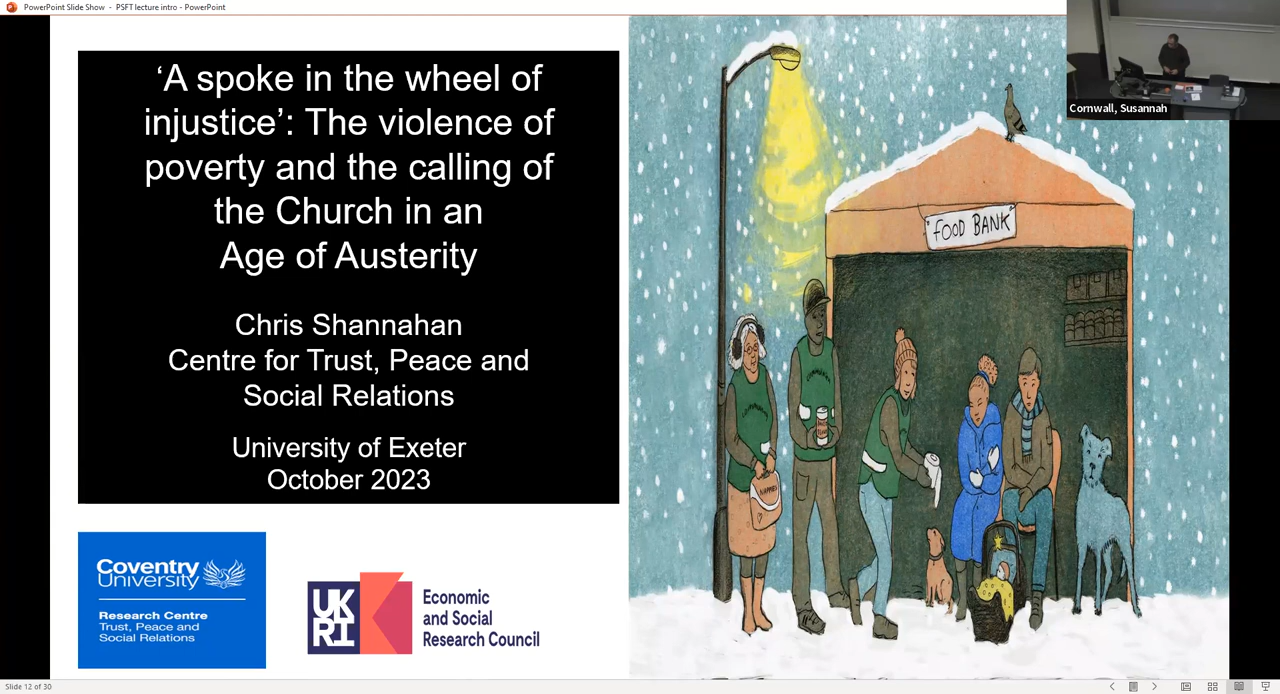 PowerPoint Slide Show - PSFT lecture intro - PowerPoint
Cornwall, Susannah
‘A spoke in the wheel of
injustice’: The violence of
poverty and the calling of
the Church in an
Age of Austerity
Chris Shannahan
Centre for Trust, Peace and
Social Relations
University of Exeter
October 2023
FOOD BANK
NAPPIES
Coventry
University
Research Centre
Trust, Peace and
Social Relations
UK
RI
Economic
and Social
Research Council
Slide 12 of 30